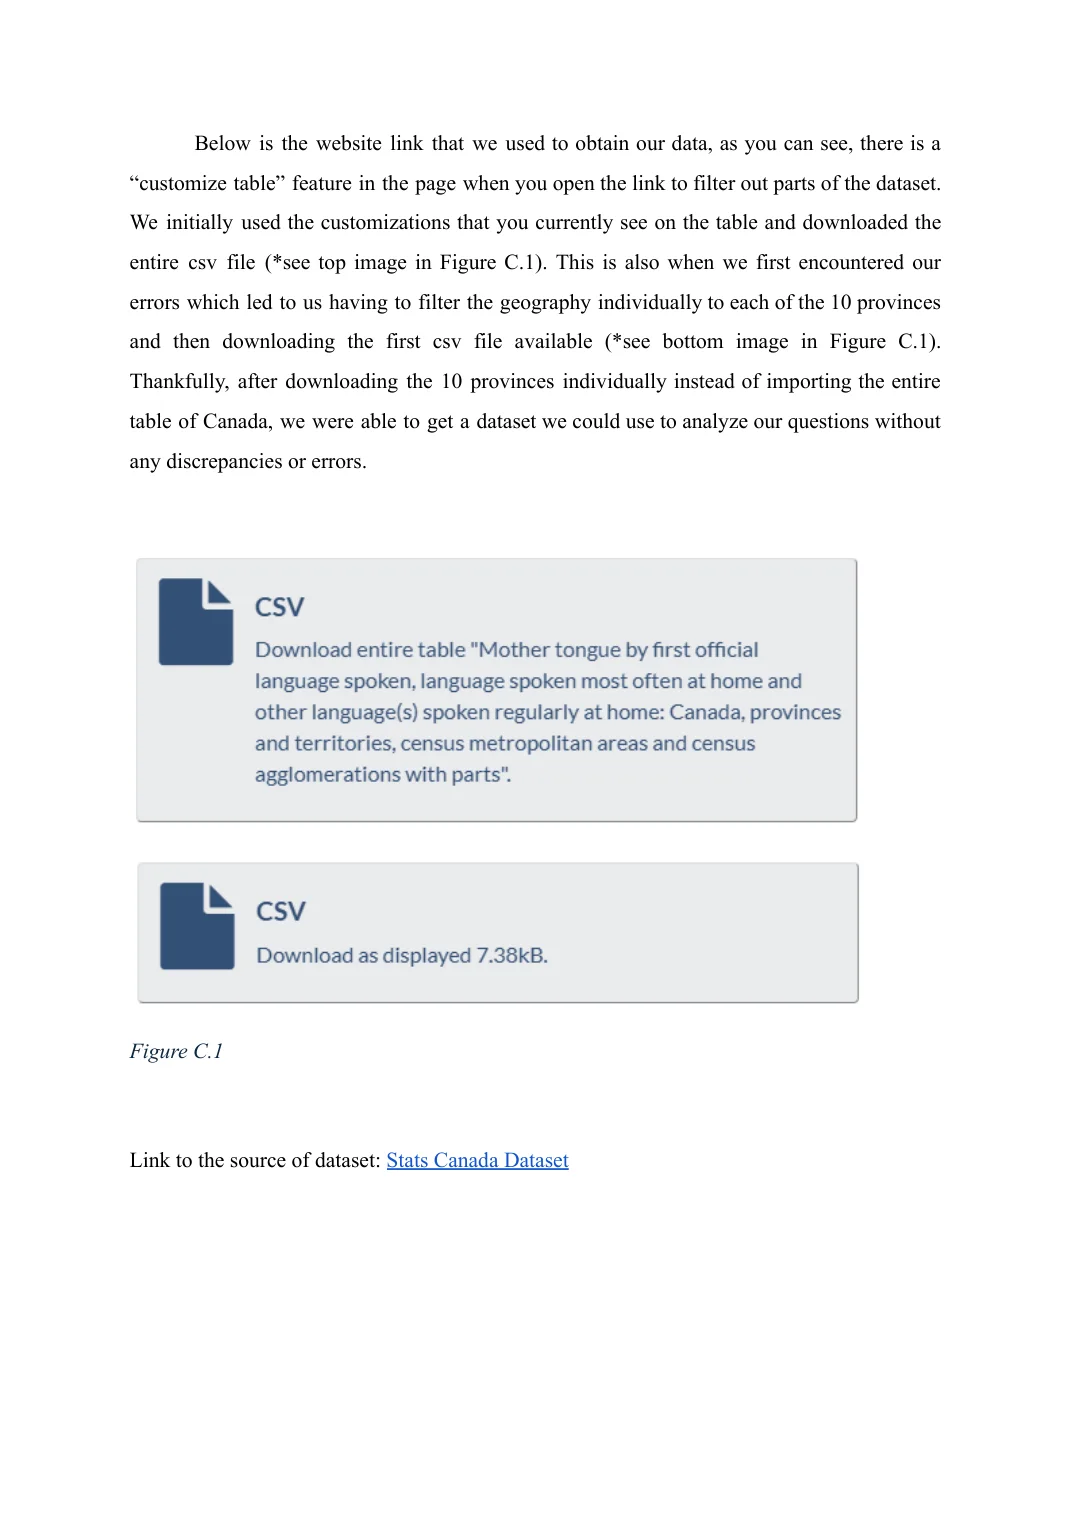 Below is the website link that we used to obtain our data, as you can see, there is a
“customize table” feature in the page when you open the link to filter out parts of the dataset.
We initially used the customizations that you currently see on the table and downloaded the
entire csv file (*see top image in Figure C.1). This is also when we first encountered our
errors which led to us having to filter the geography individually to each of the 10 provinces
and then downloading the first csv file available (*see bottom image in Figure C.1).
Thankfully, after downloading the 10 provinces individually instead of importing the entire
table of Canada, we were able to get a dataset we could use to analyze our questions without
any discrepancies or errors.
CSV
Download entire table "Mother tongue by first official
language spoken, language spoken most often at home and
other language(s) spoken regularly at home: Canada, provinces
and territories, census metropolitan areas and census
agglomerations with parts".
CSV
Download as displayed 7.38kB.
Figure C.1
Link to the source of dataset: Stats Canada Dataset